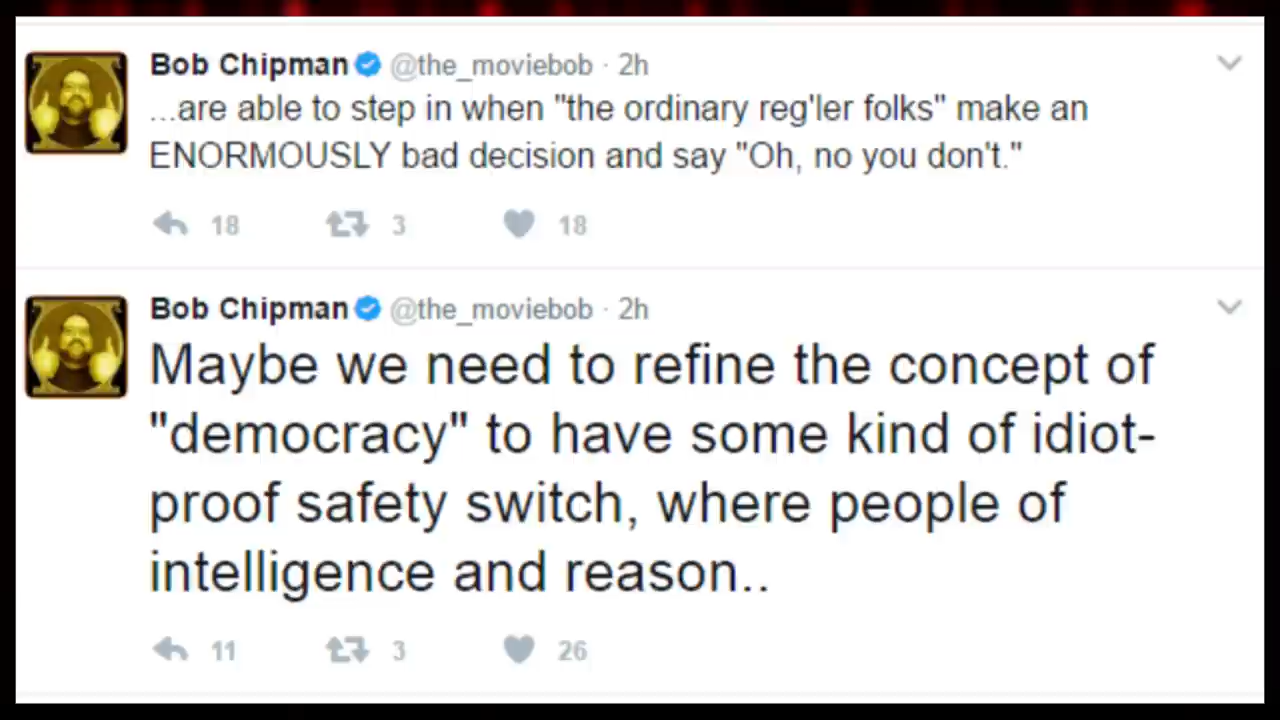 Bob Chipman @the_moviebob · 2h
...are able to step in when "the ordinary reg'ler folks" make an
ENORMOUSLY bad decision and say "Oh, no you don't."
18 3 18
Bob Chipman @the_moviebob · 2h
Maybe we need to refine the concept of
"democracy" to have some kind of idiot-
proof safety switch, where people of
intelligence and reason..
11 3 26